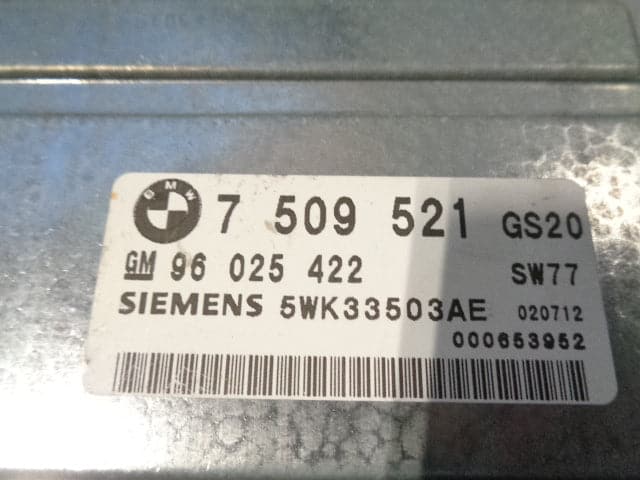 BMW 7 509 521 GS20
GM 96 025 422 SW77
SIEMENS 5WK33503AE 020712
000653952